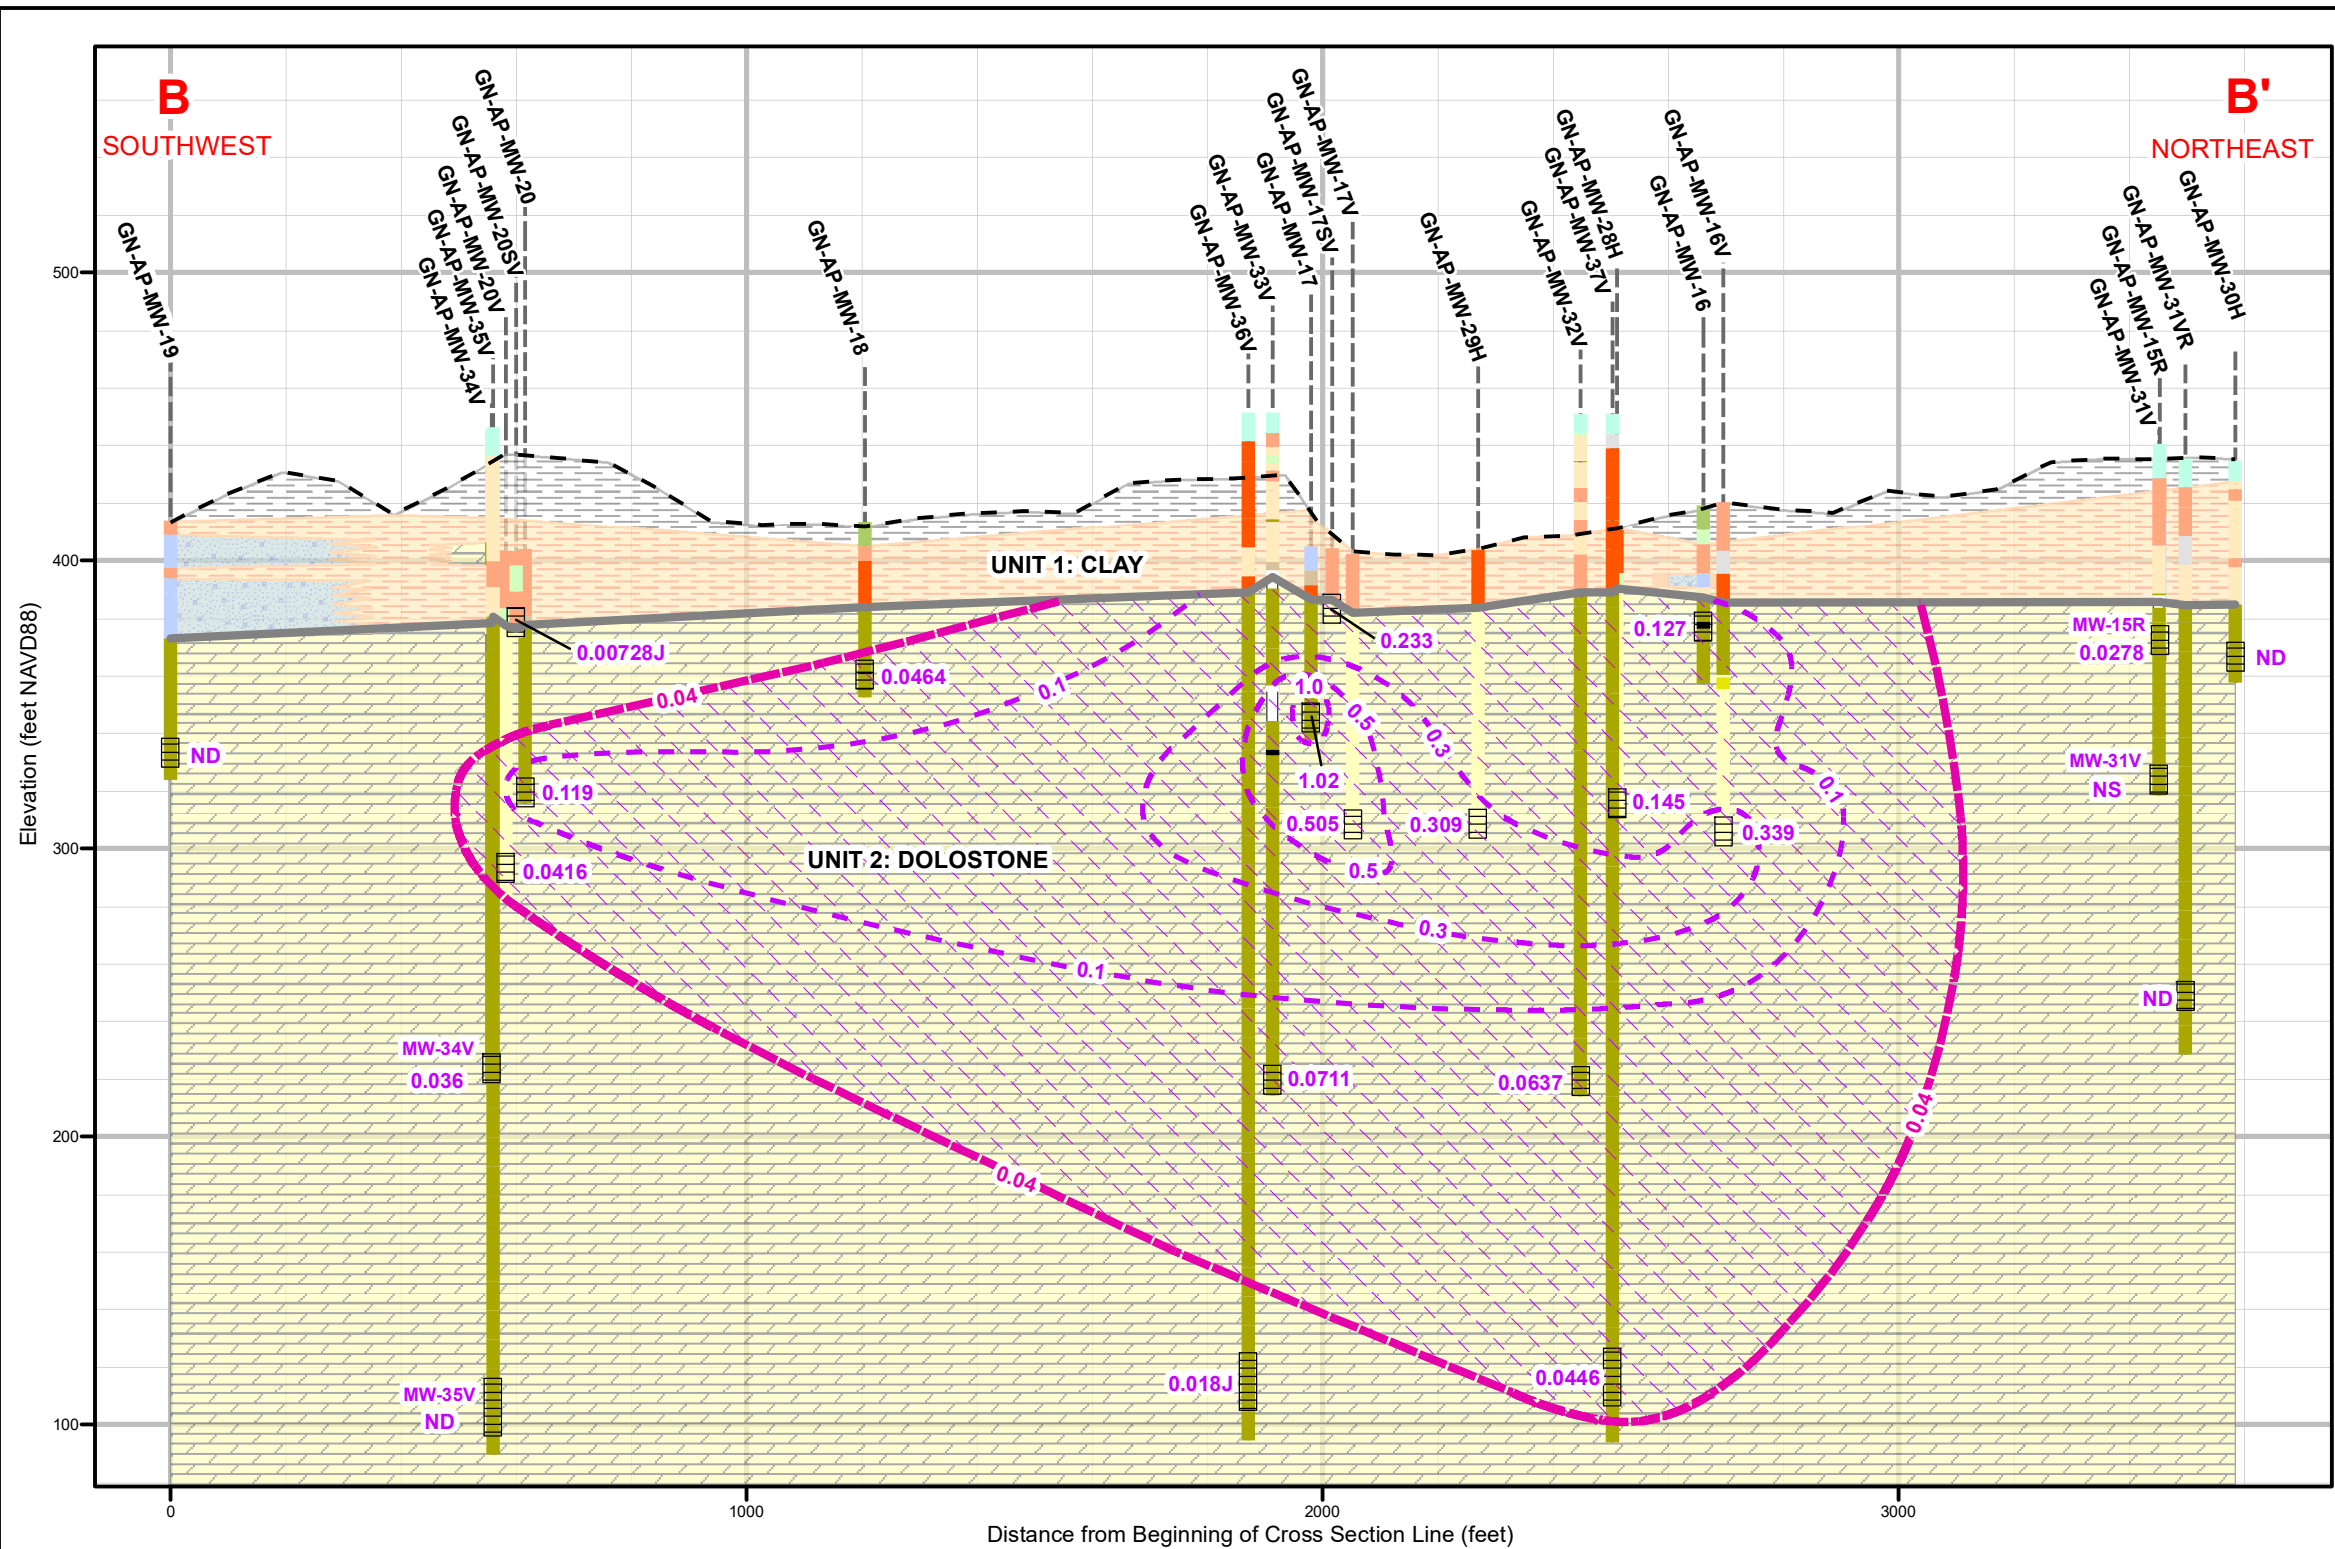 B
SOUTHWEST
B'
NORTHEAST
GN-AP-MW-19
GN-AP-MW-34V
GN-AP-MW-35V
GN-AP-MW-20V
GN-AP-MW-20SV
GN-AP-MW-20
GN-AP-MW-18
GN-AP-MW-36V
GN-AP-MW-33V
GN-AP-MW-17
GN-AP-MW-17SV
GN-AP-MW-17V
GN-AP-MW-29H
GN-AP-MW-32V
GN-AP-MW-37V
GN-AP-MW-28H
GN-AP-MW-16
GN-AP-MW-16V
GN-AP-MW-31V
GN-AP-MW-15R
GN-AP-MW-31VR
GN-AP-MW-30H
500
400
300
200
100
Elevation (feet NAVD88)
UNIT 1: CLAY
0.00728J
0.233
0.127
MW-15R
0.0278
ND
0.04
0.0464
0.1
1.0
0.5
0.3
ND
MW-31V
NS
0.119
1.02
0.145
0.1
0.505
0.309
0.339
UNIT 2: DOLOSTONE
0.0416
0.5
0.3
0.1
ND
MW-34V
0.036
0.0711
0.0637
0.04
0.04
MW-35V
ND
0.018J
0.0446
0
1000
2000
3000
Distance from Beginning of Cross Section Line (feet)